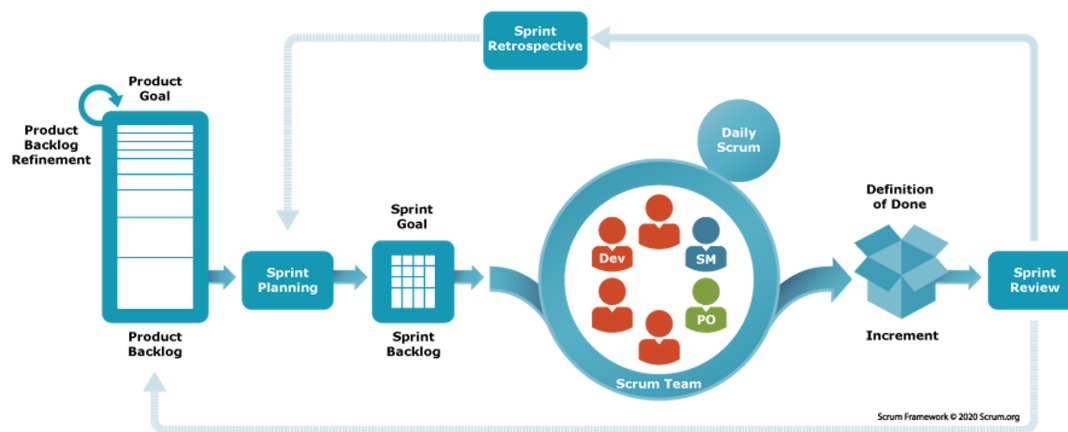 Sprint
Retrospective
Product
Goal
Product
Backlog
Refinement
Daily
Scrum
Sprint
Goal
Definition
of Done
Dev
SM
Sprint
Planning
Sprint
Review
PO
Product
Backlog
Sprint
Backlog
Increment
Scrum Team
Scrum Framework © 2020 Scrum.org